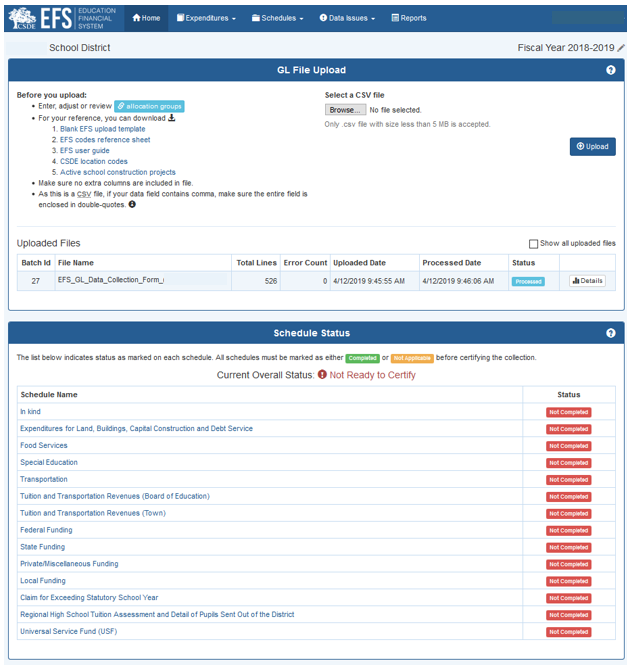 CSDE EFS EDUCATION FINANCIAL SYSTEM Home Expenditures Schedules Data Issues Reports
School District Fiscal Year 2018-2019
GL File Upload
Before you upload:
Enter, adjust or review allocation groups
For your reference, you can download
1. Blank EFS upload template
2. EFS codes reference sheet
3. EFS user guide
4. CSDE location codes
5. Active school construction projects
Make sure no extra columns are included in file.
As this is a CSV file, if your data field contains comma, make sure the entire field is
enclosed in double-quotes.
Select a CSV file
Browse... No file selected.
Only .csv file with size less than 5 MB is accepted.
Upload
Uploaded Files Show all uploaded files
Batch Id File Name Total Lines Error Count Uploaded Date Processed Date Status
27 EFS_GL_Data_Collection_Form_ 526 0 4/12/2019 9:45:55 AM 4/12/2019 9:46:06 AM Processed Details
Schedule Status
The list below indicates status as marked on each schedule. All schedules must be marked as either Completed or Not Applicable before certifying the collection.
Current Overall Status: Not Ready to Certify
Schedule Name Status
In kind Not Completed
Expenditures for Land, Buildings, Capital Construction and Debt Service Not Completed
Food Services Not Completed
Special Education Not Completed
Transportation Not Completed
Tuition and Transportation Revenues (Board of Education) Not Completed
Tuition and Transportation Revenues (Town) Not Completed
Federal Funding Not Completed
State Funding Not Completed
Private/Miscellaneous Funding Not Completed
Local Funding Not Completed
Claim for Exceeding Statutory School Year Not Completed
Regional High School Tuition Assessment and Detail of Pupils Sent Out of the District Not Completed
Universal Service Fund (USF) Not Completed